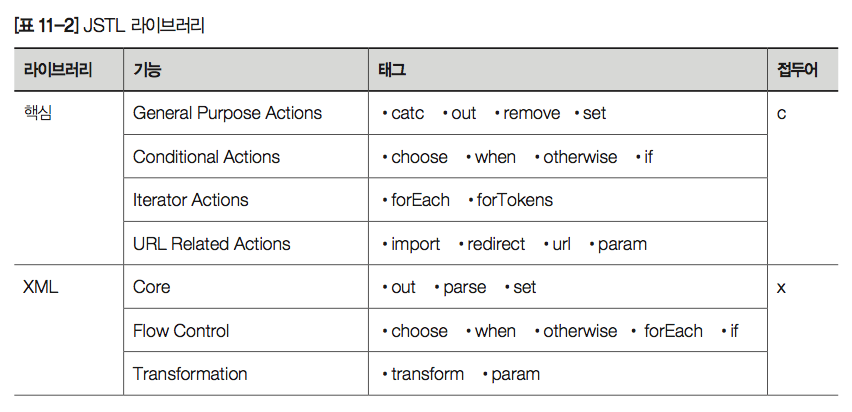 [표 11-2] JSTL 라이브러리
라이브러리 기능 태그 접두어
핵심 General Purpose Actions • catc • out • remove • set c
Conditional Actions • choose • when • otherwise • if
Iterator Actions • forEach • forTokens
URL Related Actions • import • redirect • url • param
XML Core • out • parse • set x
Flow Control • choose • when • otherwise • forEach • if
Transformation • transform • param